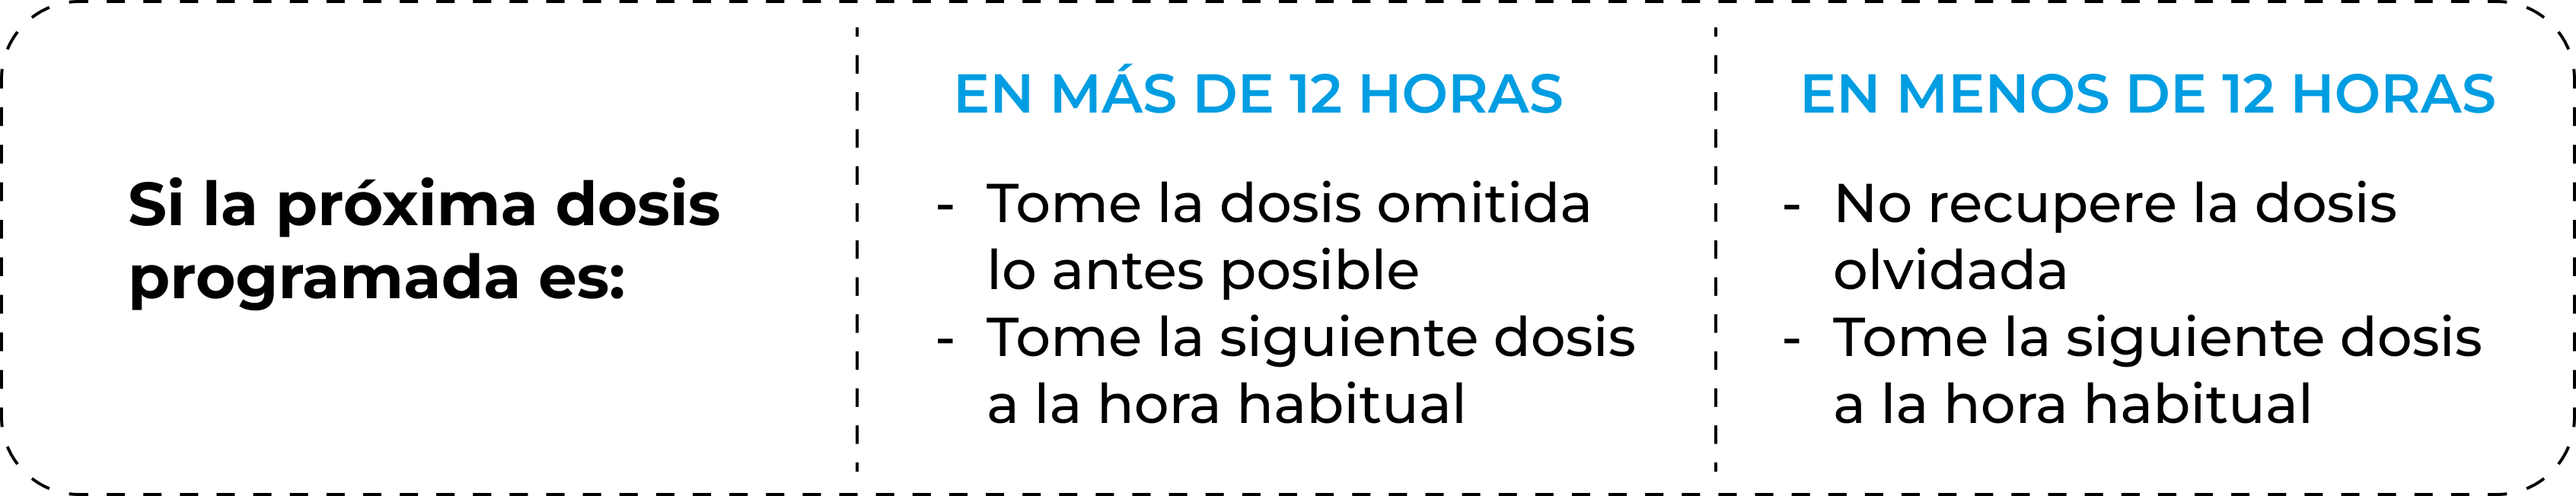 Si la próxima dosis
programada es:
EN MÁS DE 12 HORAS
- Tome la dosis omitida
lo antes posible
- Tome la siguiente dosis
a la hora habitual
EN MENOS DE 12 HORAS
- No recupere la dosis
olvidada
- Tome la siguiente dosis
a la hora habitual